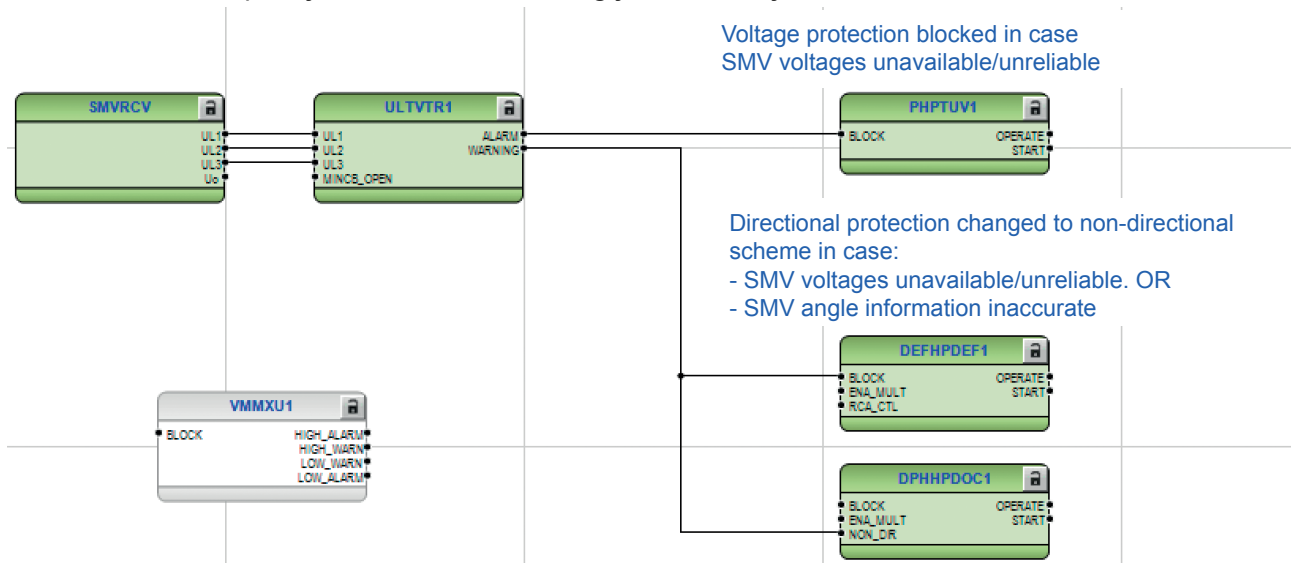 Voltage protection blocked in case
SMV voltages unavailable/unreliable
SMVRCV
UL1
UL2
UL3
Uo
ULTVTR1
UL1
UL2
UL3
MINCB_OPEN
ALARM
WARNING
PHPTUV1
BLOCK
OPERATE
START
Directional protection changed to non-directional
scheme in case:
- SMV voltages unavailable/unreliable. OR
- SMV angle information inaccurate
DEFHPDEF1
BLOCK
ENA_MULT
RCA_CTL
OPERATE
START
VMMXU1
BLOCK
HIGH_ALARM
HIGH_WARN
LOW_WARN
LOW_ALARM
DPHHPDOC1
BLOCK
ENA_MULT
NON_DIR
OPERATE
START